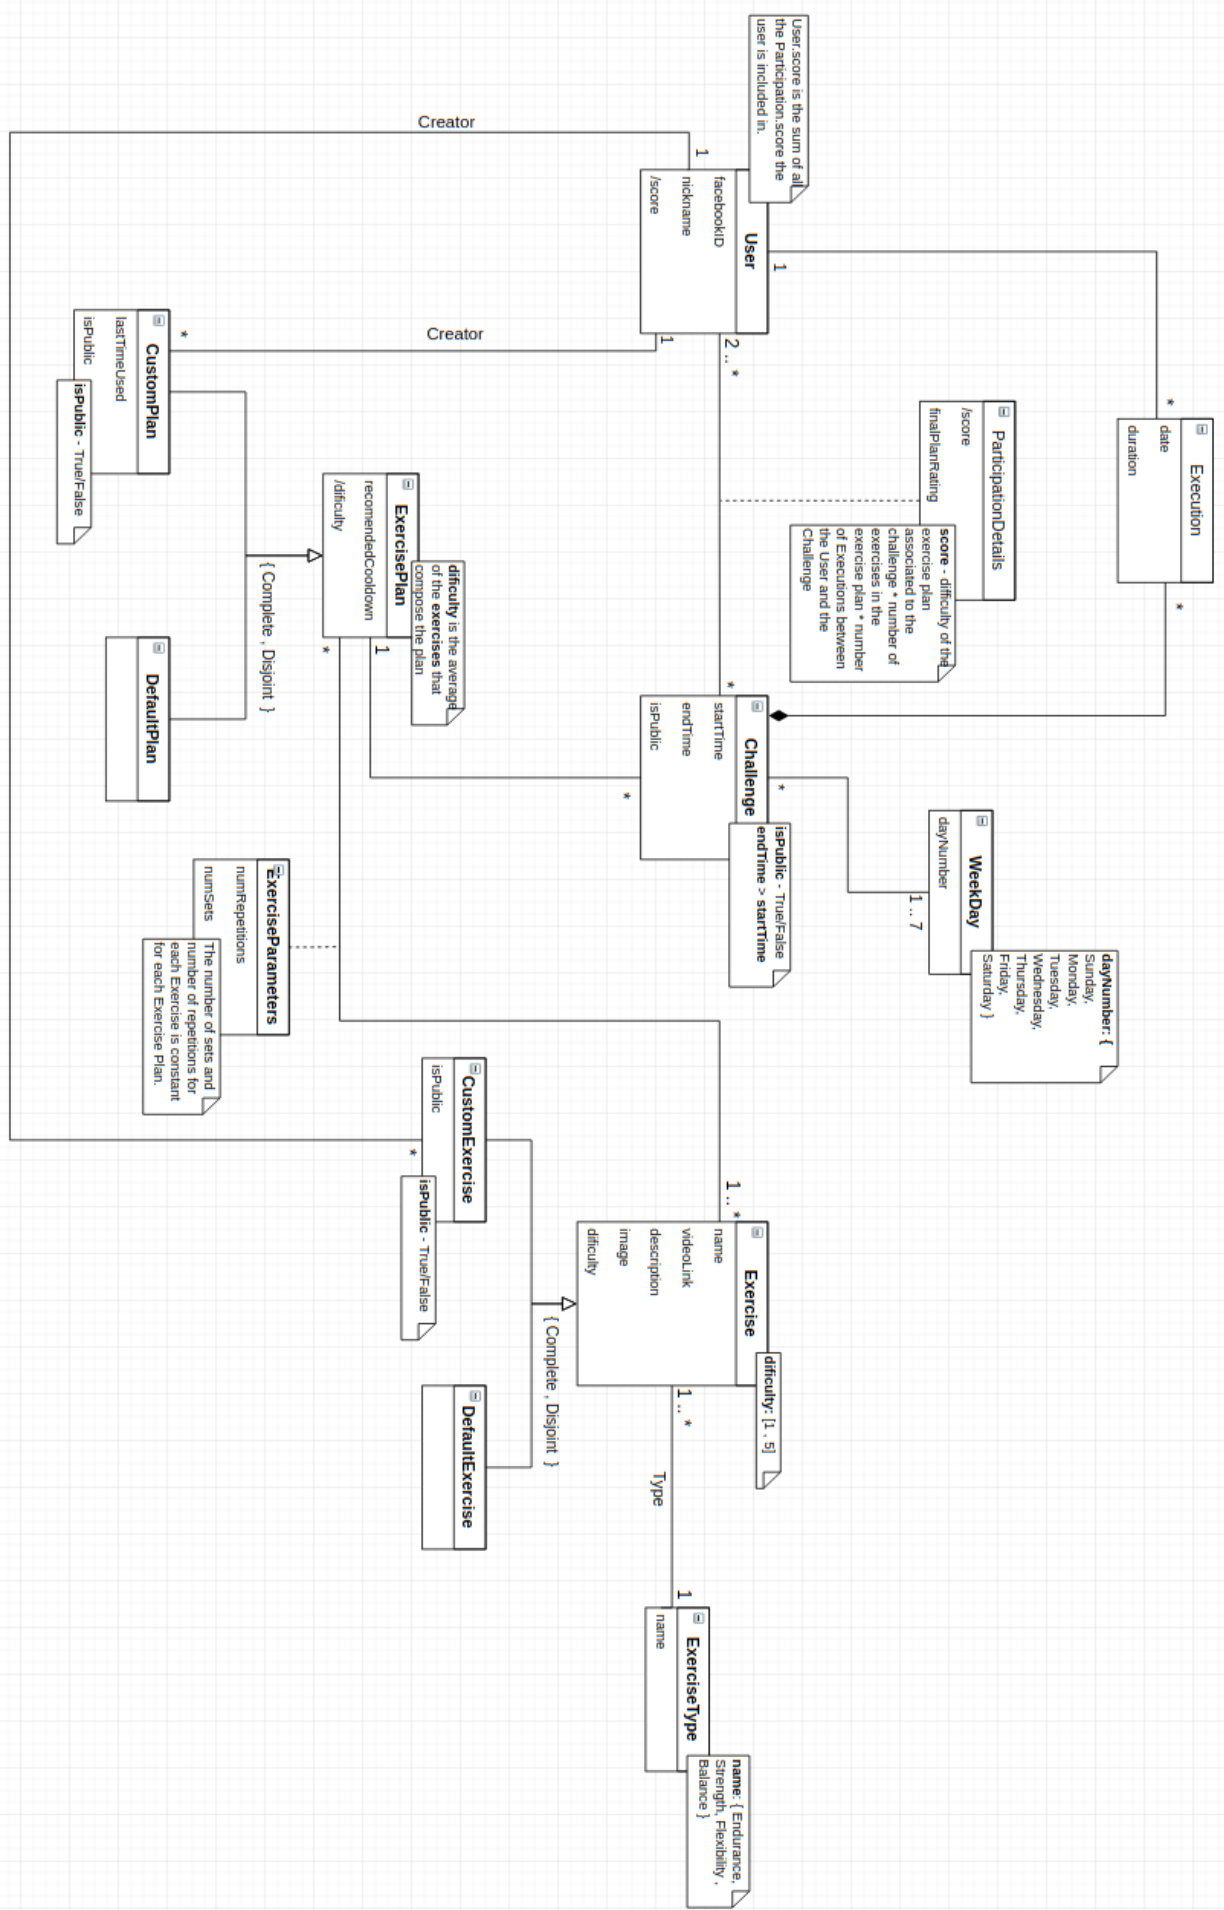 User.score is the sum of all
the Participation.score the
user is included in.
Creator
1
User
facebookID
nickname
/score
1
1
2 .. *
Creator
*
CustomPlan
lastTimeUsed
isPublic
isPublic - True/False
*
Execution
date
duration
*
ParticipationDetails
/score
finalPlanRating
score - difficulty of the
exercise plan
associated to the
challenge * number of
exercises in the
exercise plan * number
of Executions between
the User and the
Challenge
ExercisePlan
recomendedCooldown
/dificulty
dificulty is the average
of the exercises that
compose the plan
{ Complete , Disjoint }
1
*
DefaultPlan
*
Challenge
startTime
endTime
isPublic
*
*
isPublic - True/False
endTime > startTime
WeekDay
dayNumber
1 .. 7
dayNumber: {
Sunday,
Monday,
Tuesday,
Wednesday,
Thursday,
Friday,
Saturday }
ExerciseParameters
numRepetitions
numSets
The number of sets and
number of repetitions for
each Exercise is constant
for each Exercise Plan.
CustomExercise
isPublic
*
isPublic - True/False
1 .. *
Exercise
name
videoLink
description
image
dificulty
dificulty: [1 , 5]
{ Complete , Disjoint }
DefaultExercise
1 .. *
Type
1
ExerciseType
name
name: { Endurance,
Strength, Flexibility ,
Balance }